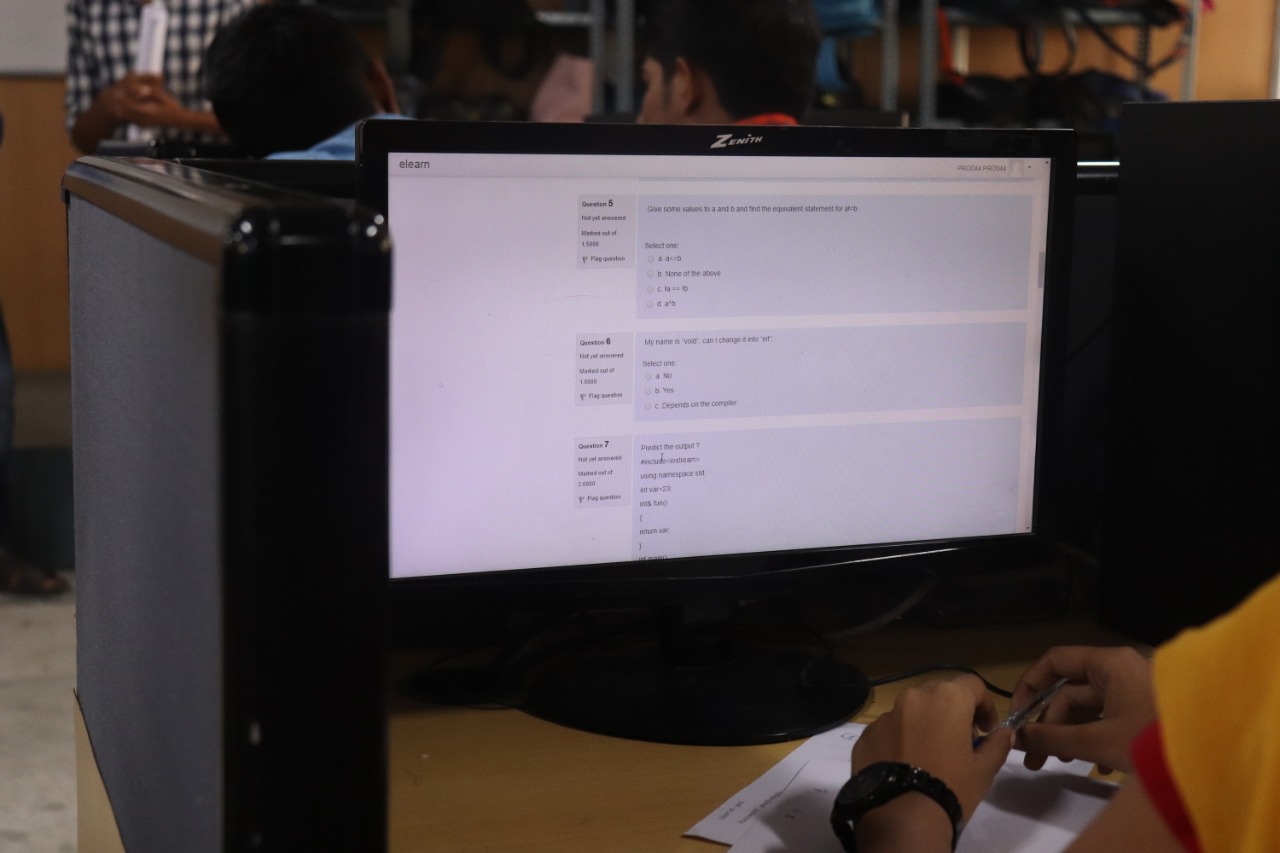 ZENITH
elearn
PRO044 PRO044
Question 5
Not yet answered
Marked out of
1.5000
Flag question
Give some values to a and b and find the equivalent statement for a!=b.
Select one:
b. None of the above
c. !a == !b
d. a^b
Question 6
Not yet answered
Marked out of
1.0000
Flag question
My name is "void", can I change it into "int".
Select one:
a. No
b. Yes
c. Depends on the compiler
Question 7
Not yet answered
Marked out of
2.0000
Flag question
Predict the output ?
#include<iostream>
using namespace std;
int var=23;
int& fun()
{
return var;
}
int main()